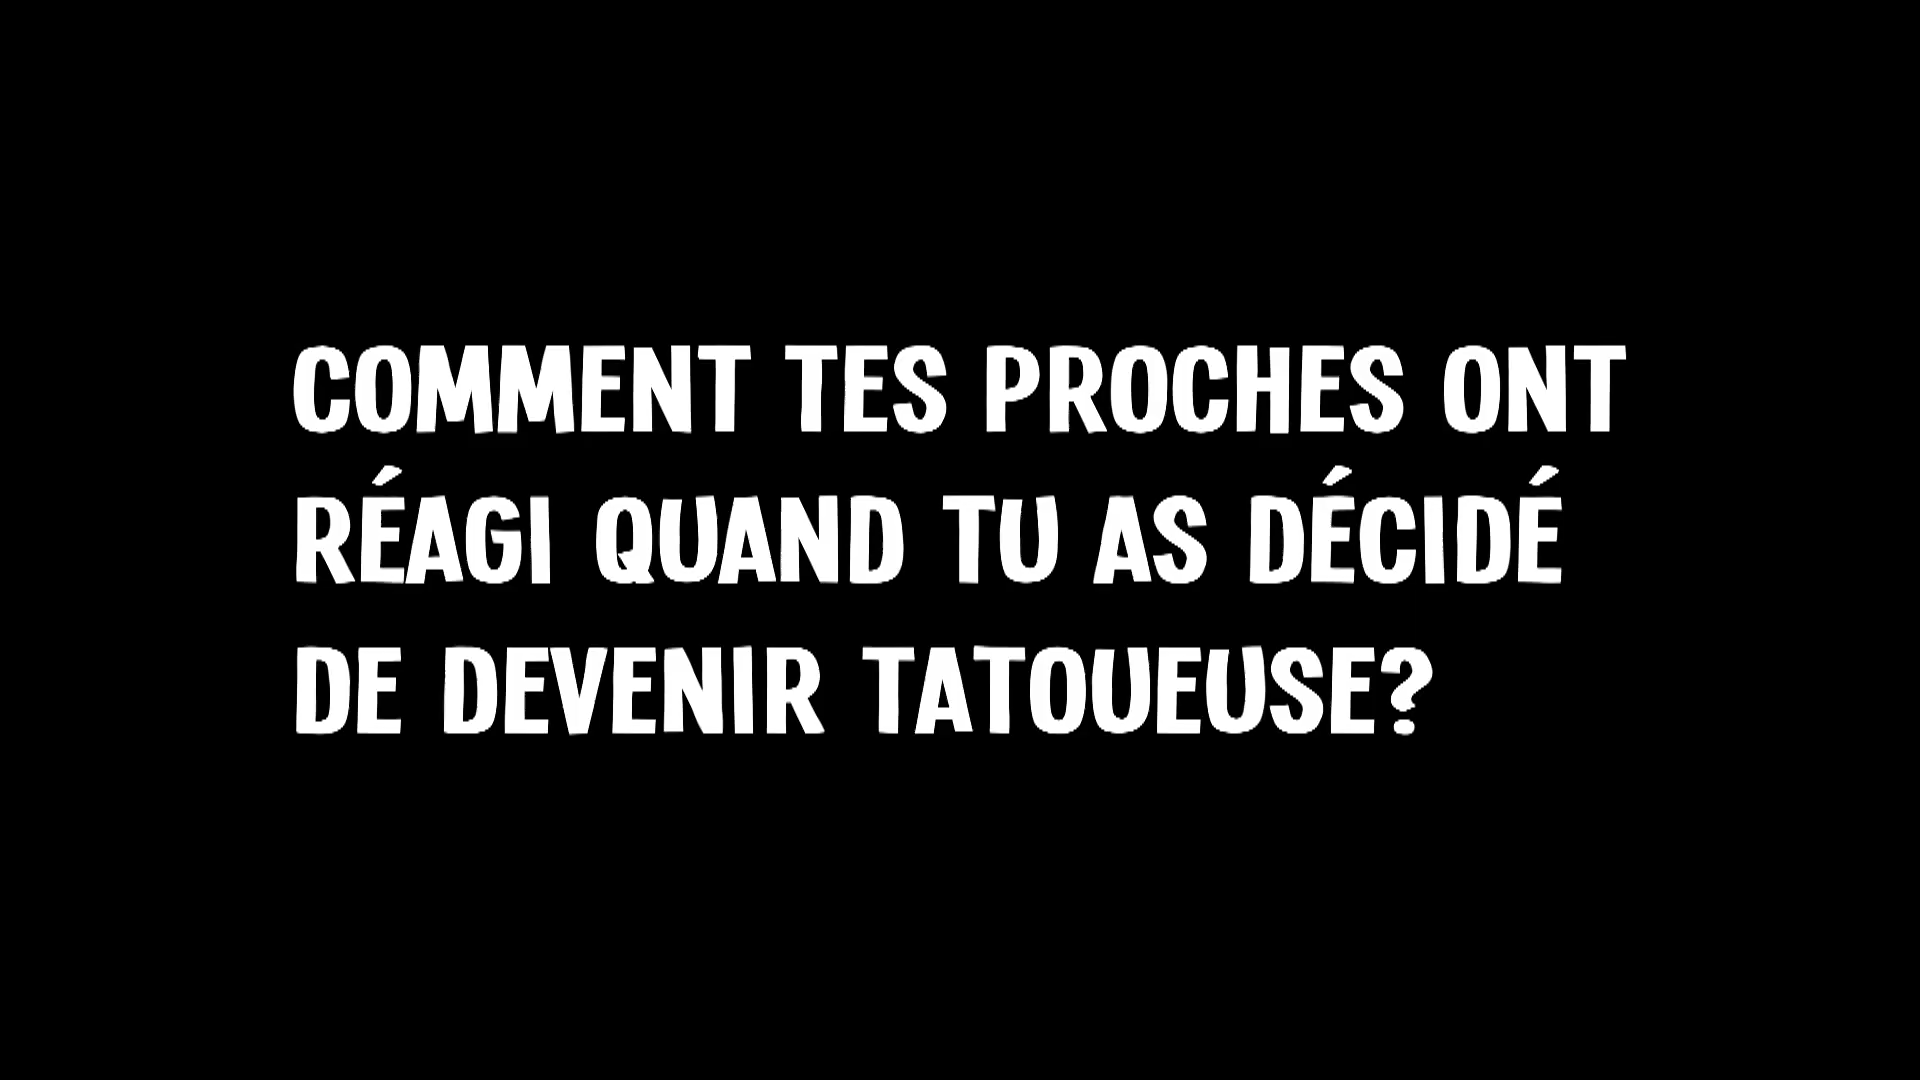 COMMENT TES PROCHES ONT
RÉAGI QUAND TU AS DÉCIDÉ
DE DEVENIR TATOUEUSE?